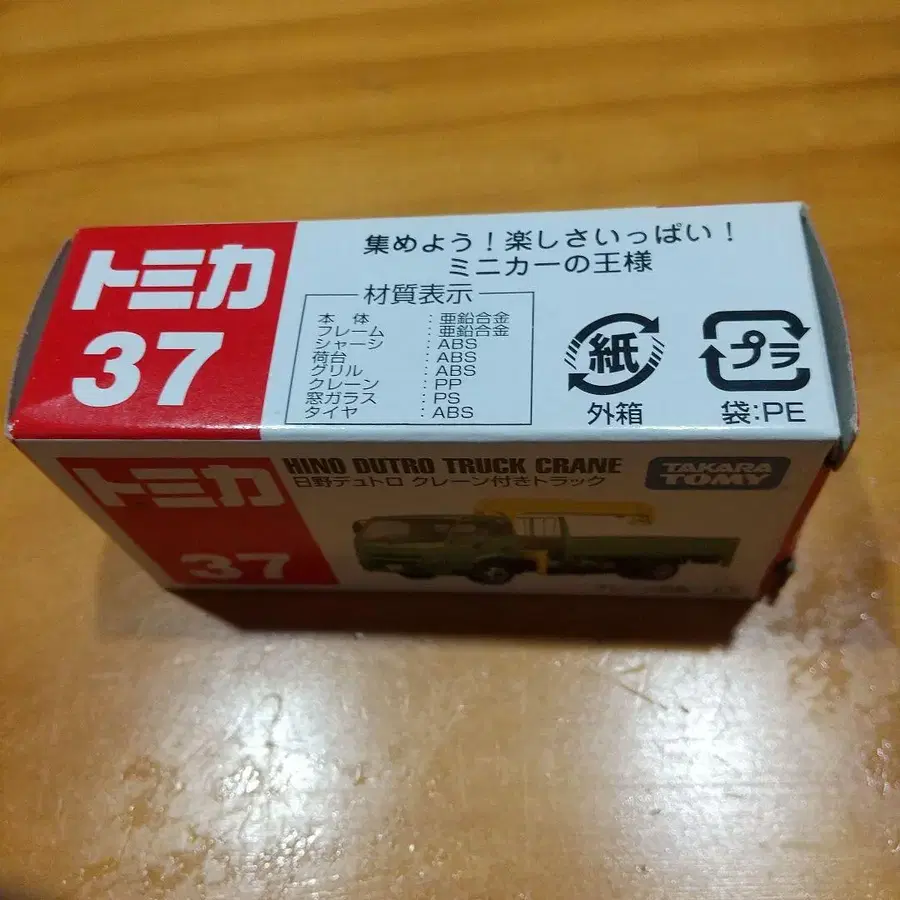 トミカ
37
集めよう！楽しさいっぱい！
ミニカーの王様
材質表示
本体：亜鉛合金
フレーム：亜鉛合金
シャーシ：ABS
荷台：ABS
グリル：ABS
クレーン：PP
窓ガラス：PS
タイヤ：ABS
紙
外箱
プラ
袋:PE
トミカ
37
HINO DUTRO TRUCK CRANE
日野デュトロ クレーン付きトラック
TAKARA
TOMY